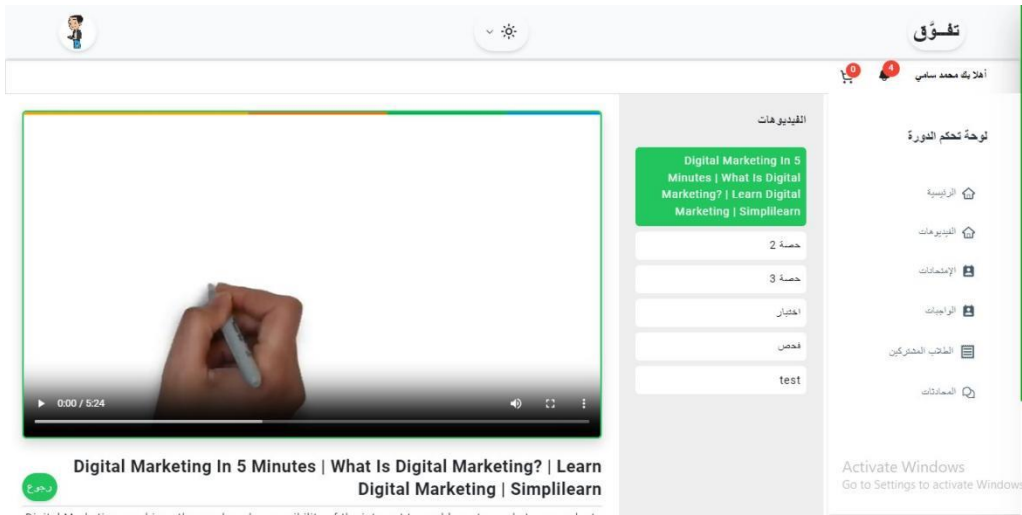 تفــوَّق
أهلا بك محمد سامي
4
0
لوحة تحكم الدورة
الرئيسية
الفيديوهات
الإمتحانات
الواجبات
الطلاب المشتركين
المحادثات
الفيديوهات
Digital Marketing In 5
Minutes | What Is Digital
Marketing? | Learn Digital
Marketing | Simplilearn
حصة 2
حصة 3
اختبار
فحص
test
0:00 / 5:24
Digital Marketing In 5 Minutes | What Is Digital Marketing? | Learn
Digital Marketing | Simplilearn
رجوع
Activate Windows
Go to Settings to activate Windows